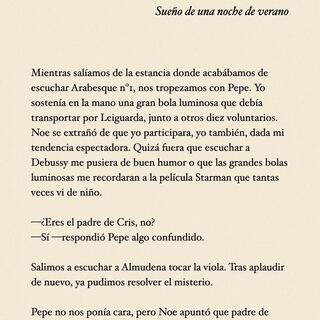 Sueño de una noche de verano
Mientras salíamos de la estancia donde acabábamos de
escuchar Arabesque nº1, nos tropezamos con Pepe. Yo
sostenía en la mano una gran bola luminosa que debía
transportar por Leiguarda, junto a otros diez voluntarios.
Noe se extrañó de que yo participara, yo también, dada mi
tendencia espectadora. Quizá fuera que escuchar a
Debussy me pusiera de buen humor o que las grandes bolas
luminosas me recordaran a la película Starman que tantas
veces vi de niño.
—¿Eres el padre de Cris, no?
—Sí —respondió Pepe algo confundido.
Salimos a escuchar a Almudena tocar la viola. Tras aplaudir
de nuevo, ya pudimos resolver el misterio.
Pepe no nos ponía cara, pero Noe apuntó que padre de